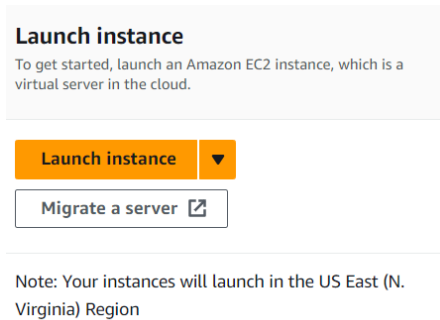 Launch instance
To get started, launch an Amazon EC2 instance, which is a
virtual server in the cloud.
Launch instance
Migrate a server
Note: Your instances will launch in the US East (N.
Virginia) Region